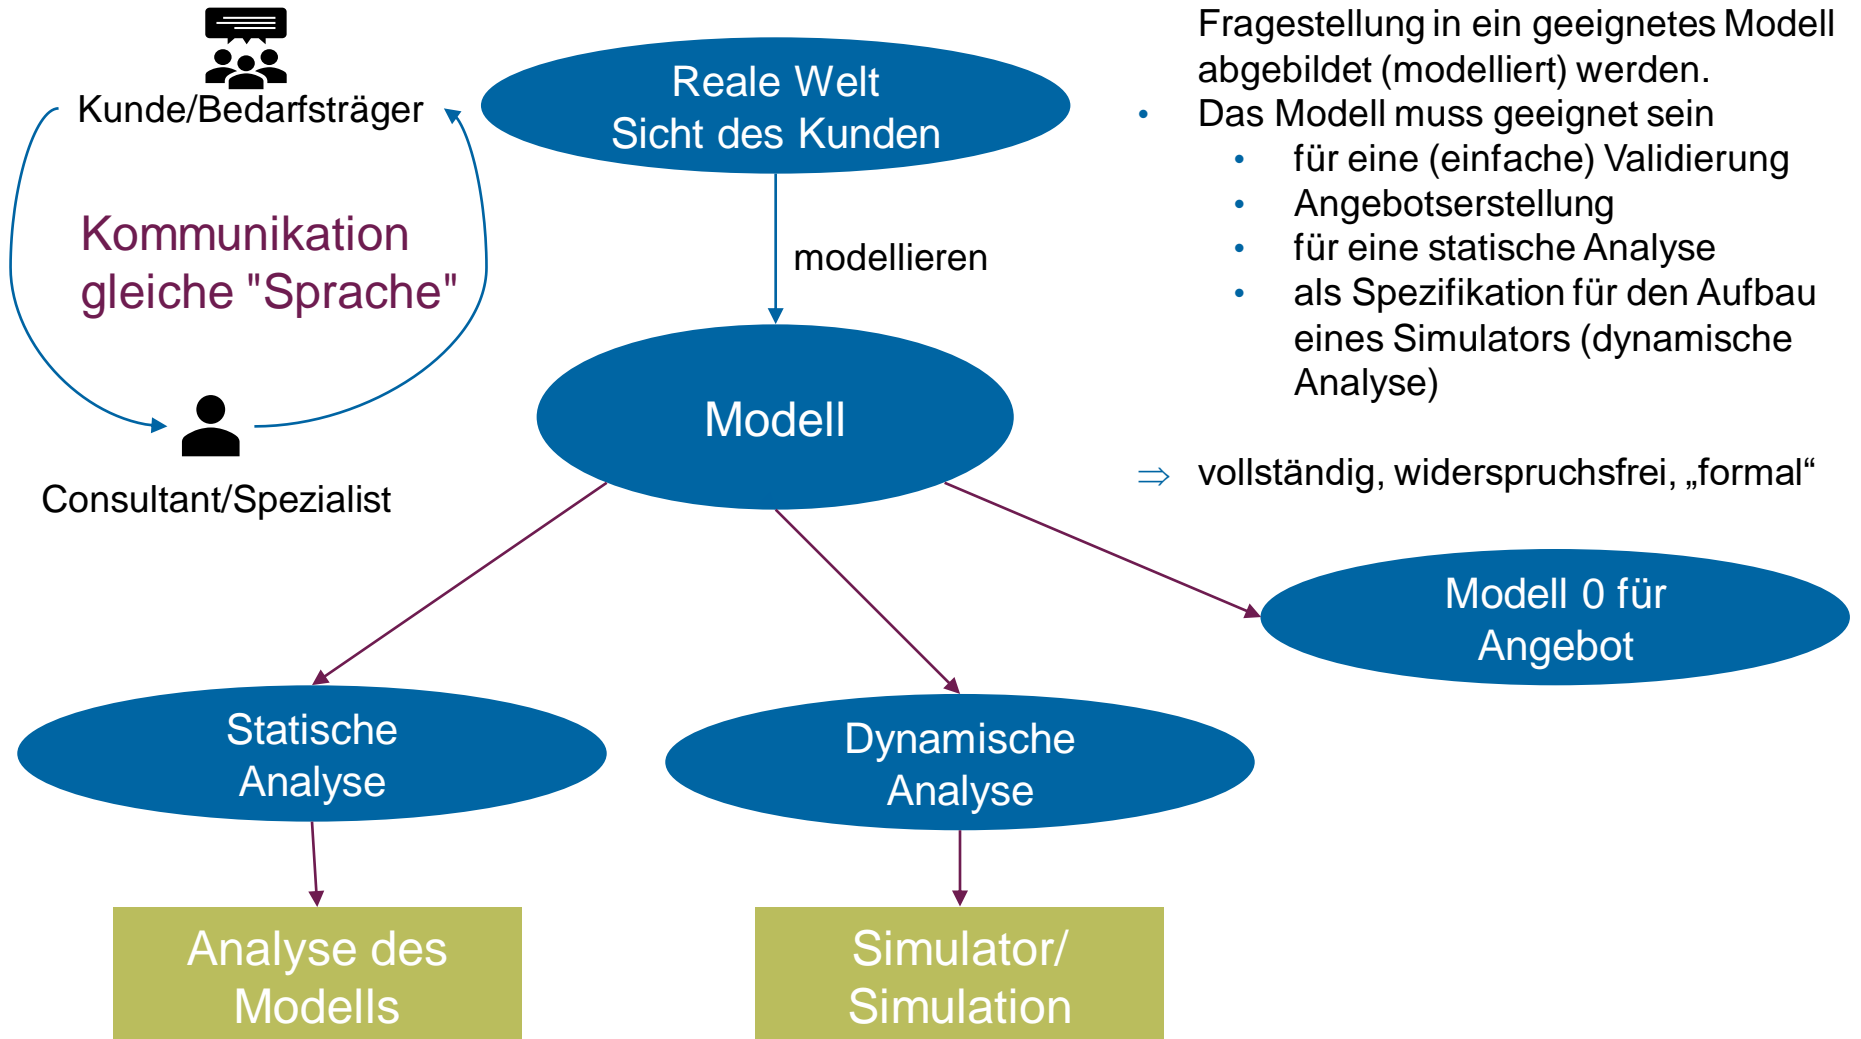 Kunde/Bedarfsträger
Kommunikation
gleiche "Sprache"
Consultant/Spezialist
Reale Welt
Sicht des Kunden
modellieren
Modell
Fragestellung in ein geeignetes Modell
abgebildet (modelliert) werden.
• Das Modell muss geeignet sein
• für eine (einfache) Validierung
• Angebotserstellung
• für eine statische Analyse
• als Spezifikation für den Aufbau
eines Simulators (dynamische
Analyse)
⇒ vollständig, widerspruchsfrei, „formal“
Modell 0 für
Angebot
Statische
Analyse
Dynamische
Analyse
Analyse des
Modells
Simulator/
Simulation